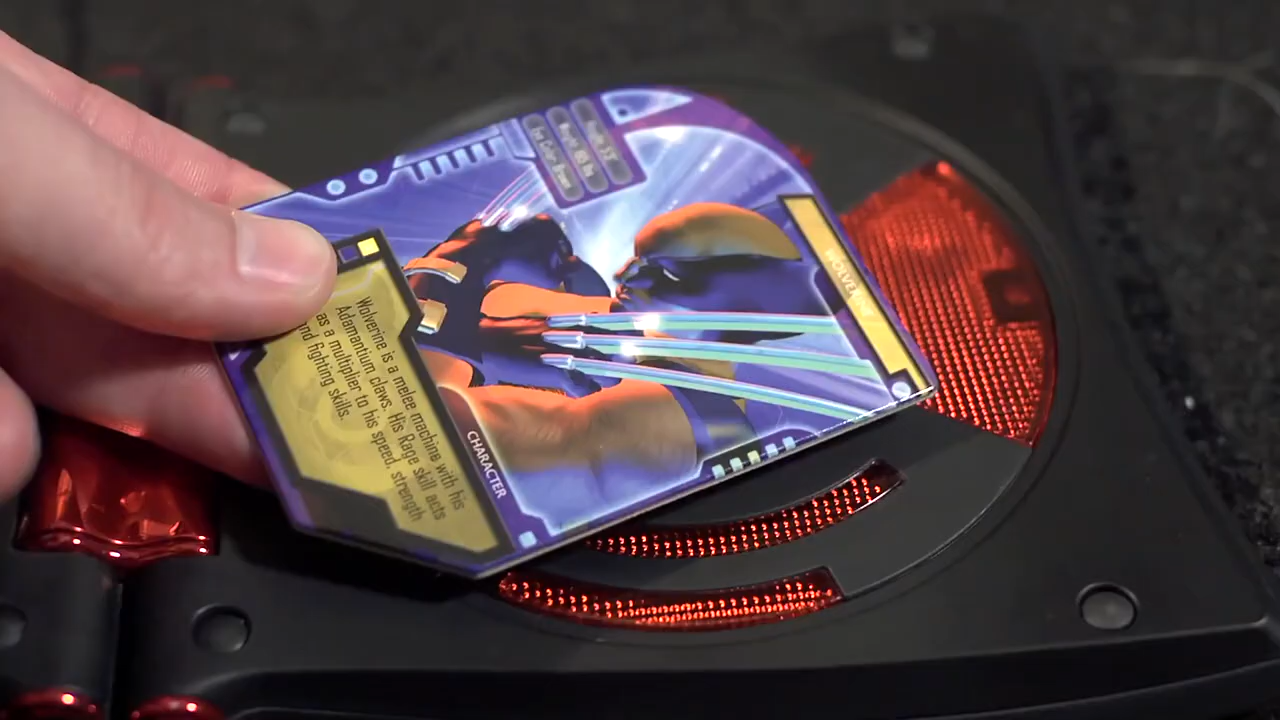 WOLVERINE
CHARACTER
Wolverine is a melee machine with his
Adamantium claws. His Rage skill acts
as a multiplier to his speed, strength
and fighting skills.